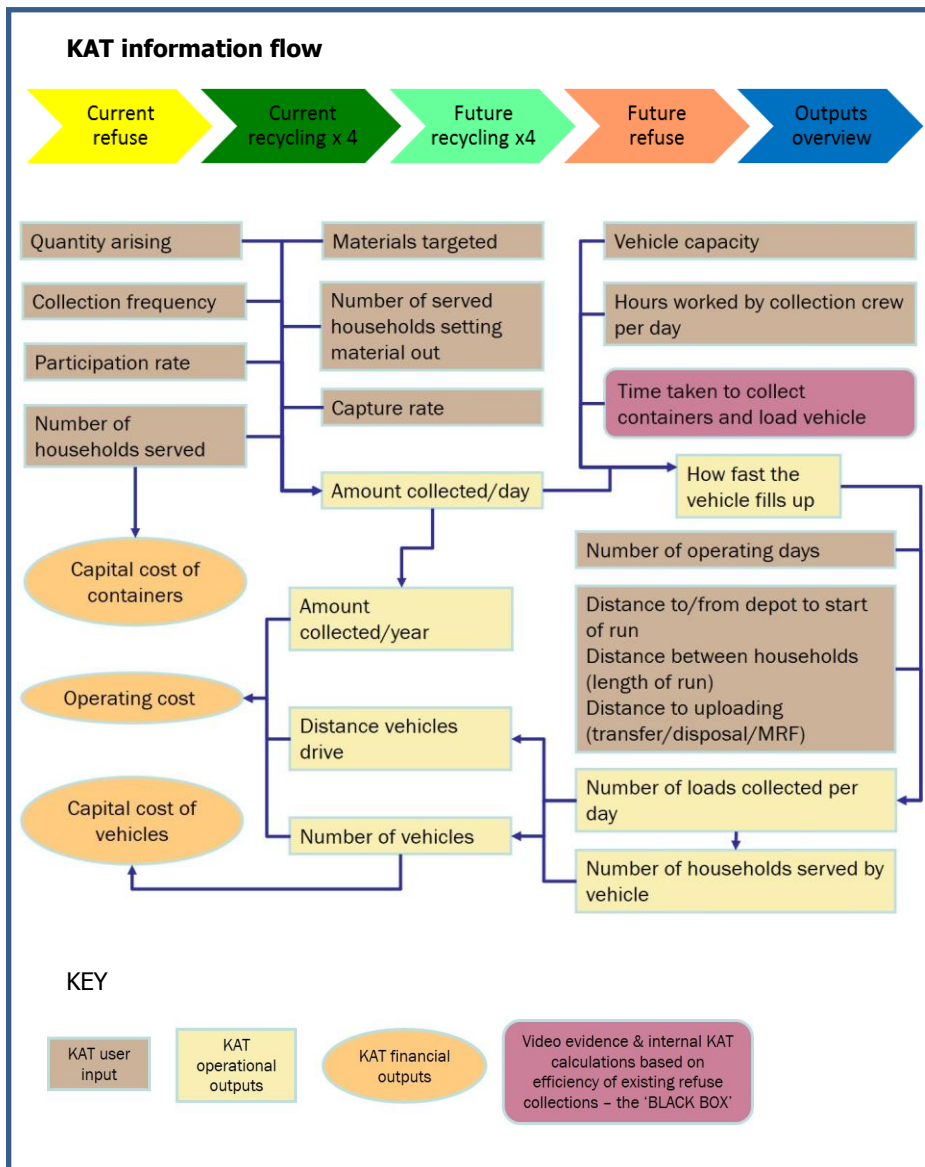 KAT information flow
Current
refuse
Current
recycling x 4
Future
recycling x4
Future
refuse
Outputs
overview
Quantity arising
Collection frequency
Participation rate
Number of
households served
Materials targeted
Number of served
households setting
material out
Capture rate
Amount collected/day
Vehicle capacity
Hours worked by collection crew
per day
Time taken to collect
containers and load vehicle
How fast the
vehicle fills up
Capital cost of
containers
Amount
collected/year
Number of operating days
Distance to/from depot to start
of run
Distance between households
(length of run)
Distance to uploading
(transfer/disposal/MRF)
Operating cost
Distance vehicles
drive
Number of loads collected per
day
Capital cost of
vehicles
Number of vehicles
Number of households served by
vehicle
KEY
KAT user
input
KAT
operational
outputs
KAT financial
outputs
Video evidence & internal KAT
calculations based on
efficiency of existing refuse
collections – the ‘BLACK BOX’